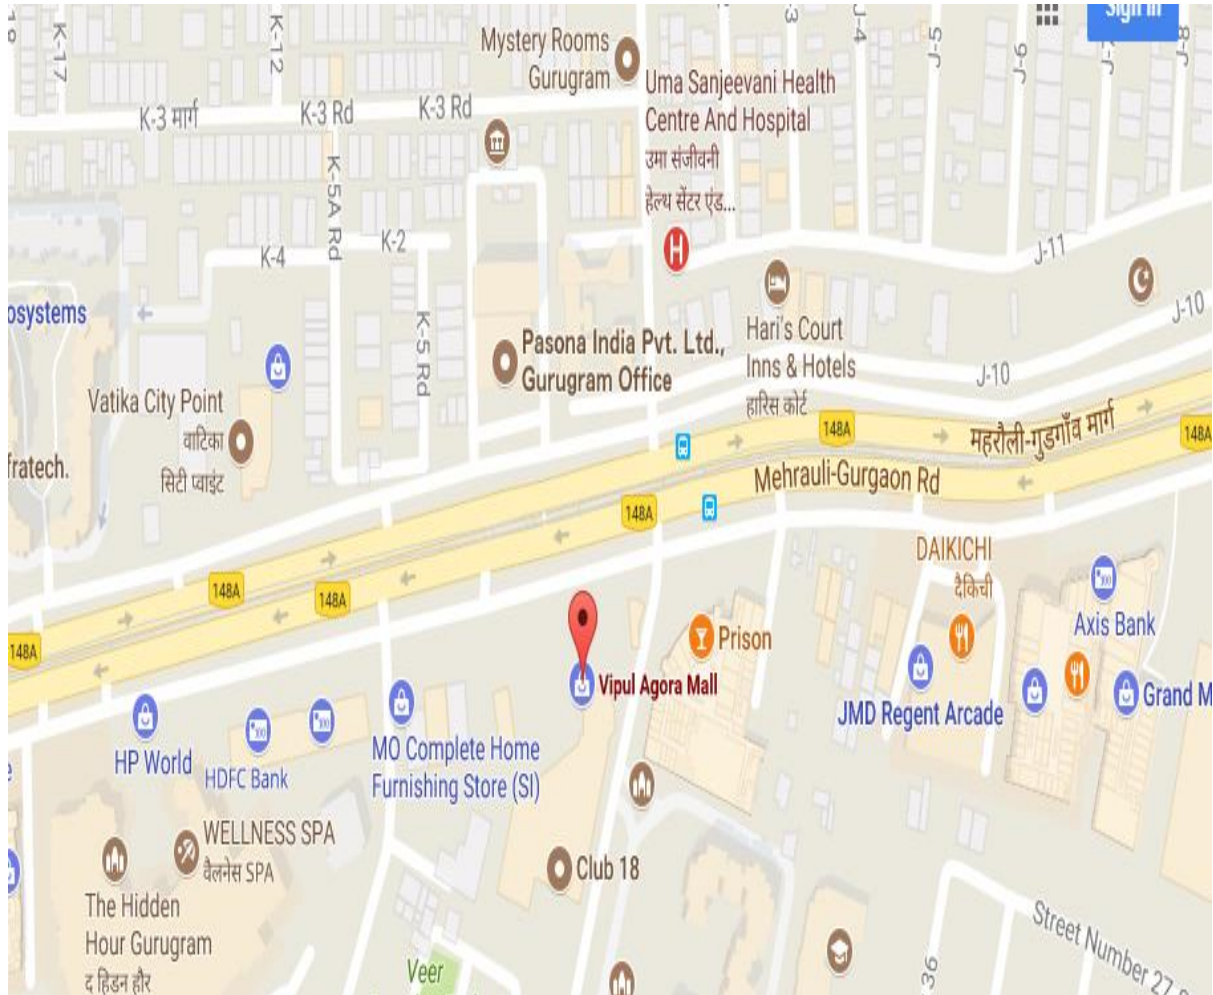 K-17
K-12
Mystery Rooms
Gurugram
J-4
J-5
J-9
J-8
Sign in
K-3 मार्ग
K-3 Rd
K-3 Rd
Uma Sanjeevani Health
Centre And Hospital
उमा संजीवनी
हेल्थ सेंटर एंड...
K-5A Rd
K-2
K-4
H
J-11
J-10
osystems
K-5 Rd
Pasona India Pvt. Ltd.,
Gurugram Office
Hari's Court
Inns & Hotels
हारिस कोर्ट
J-10
Vatika City Point
वाटिका
सिटी प्वाइंट
fratech.
148A
महरौली-गुडगाँव मार्ग
148A
Mehrauli-Gurgaon Rd
148A
DAIKICHI
दैकिची
148A
148A
148A
Axis Bank
Prison
Vipul Agora Mall
JMD Regent Arcade
Grand M
HP World
HDFC Bank
MO Complete Home
Furnishing Store (SI)
WELLNESS SPA
वैलनेस SPA
Club 18
The Hidden
Hour Gurugram
द हिडन हौर
Veer
36
Street Number 27,